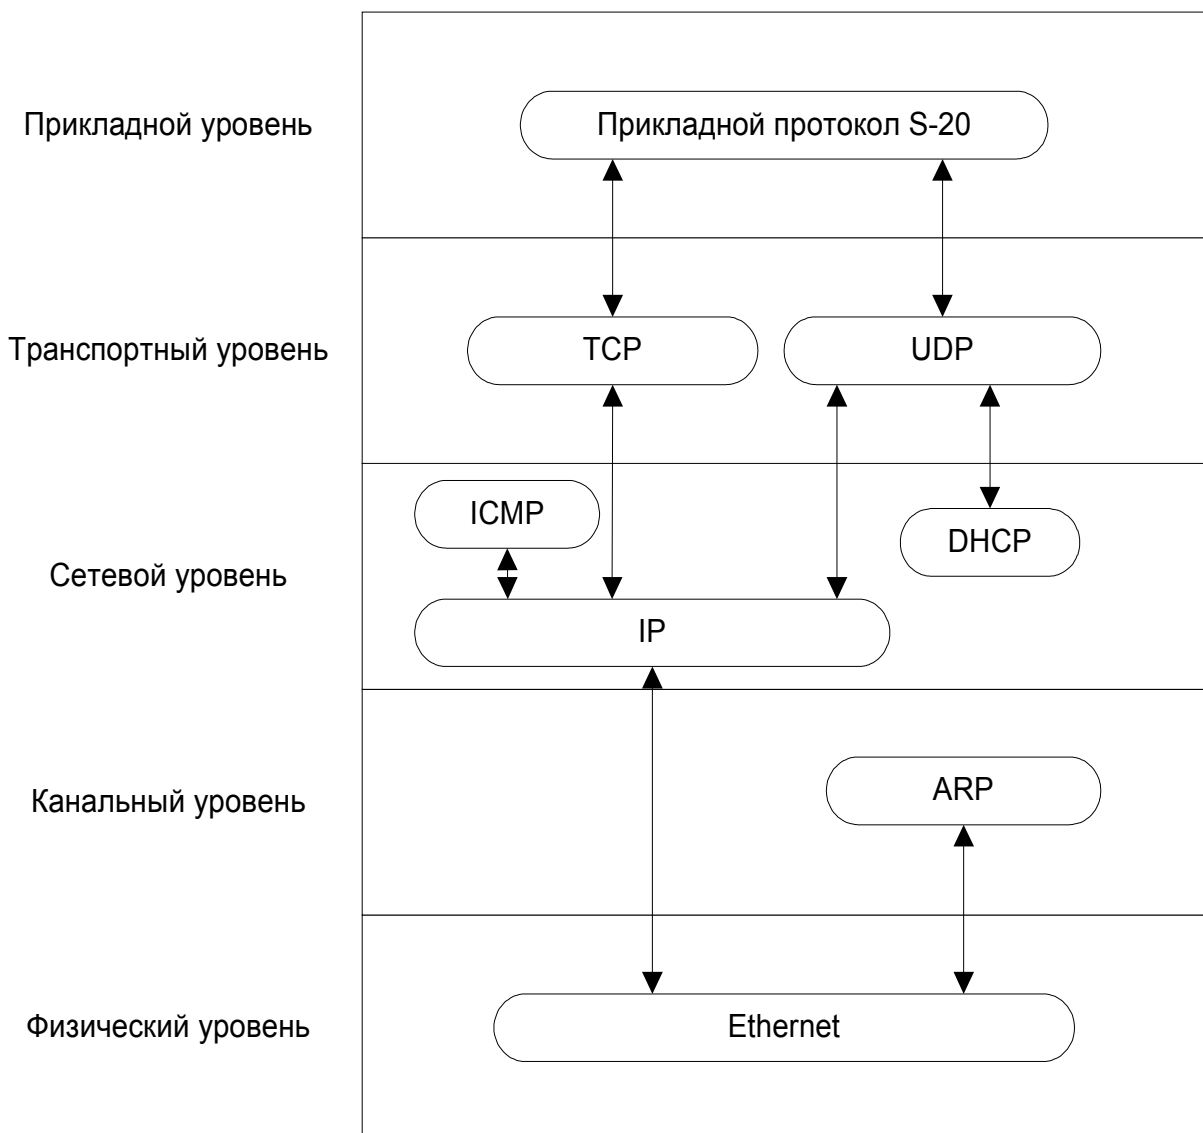 Прикладной уровень
Прикладной протокол S-20
Транспортный уровень
TCP
UDP
ICMP
DHCP
Сетевой уровень
IP
Канальный уровень
ARP
Физический уровень
Ethernet